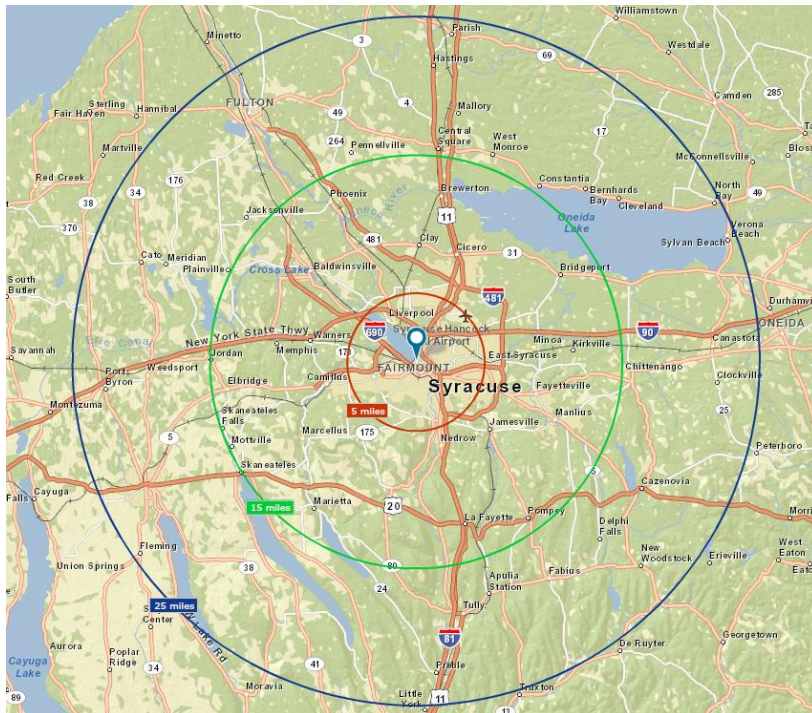 Williamstown
Minetto
3
Parish
69
Westdale
Hastings
285
Sterling
Fair Haven
Hannibal
FULTON
49
4
Mallory
Camden
Martville
264
Pennellville
Central
Square
West
Monroe
17
McConnellsville
Red Creek
34
176
Phoenix
Constantia
Bernhards
Bay
Cleveland
North
Bay
49
38
Jacksonville
Brewerton
11
Oneida
Lake
Verona
Beach
370
481
Clay
Cicero
31
Sylvan Beach
Cato
Meridian
Plainville
Cross Lake
Baldwinsville
Bridgeport
South
Butler
481
690
Liverpool
Syracuse Hancock
Airport
90
ONEIDA
New York State Thwy
Warners
Minoa
Kirkville
Canastota
Savannah
Jordan
Memphis
East Syracuse
Port
Byron
Weedsport
Elbridge
Camillus
FAIRMOUNT
Syracuse
Fayetteville
Chittenango
Clockville
Montezuma
Skaneateles
Falls
5 miles
Manlius
25
5
Mottville
Marcellus
175
Nedrow
Jamesville
Peterboro
Skaneateles
5
Cayuga
15 miles
Marietta
20
Pompey
Cazenovia
La Fayette
Delphi
Falls
Fleming
80
New
Woodstock
Erieville
West
Eaton
Union Springs
38
24
Apulia
Station
Fabius
25 miles
Tully
Center
Lake Rd
81
Georgetown
Aurora
Poplar
Ridge
34
41
Preble
De Ruyter
Cayuga
Lake
Moravia
Little
York
11
Truxton
89
13